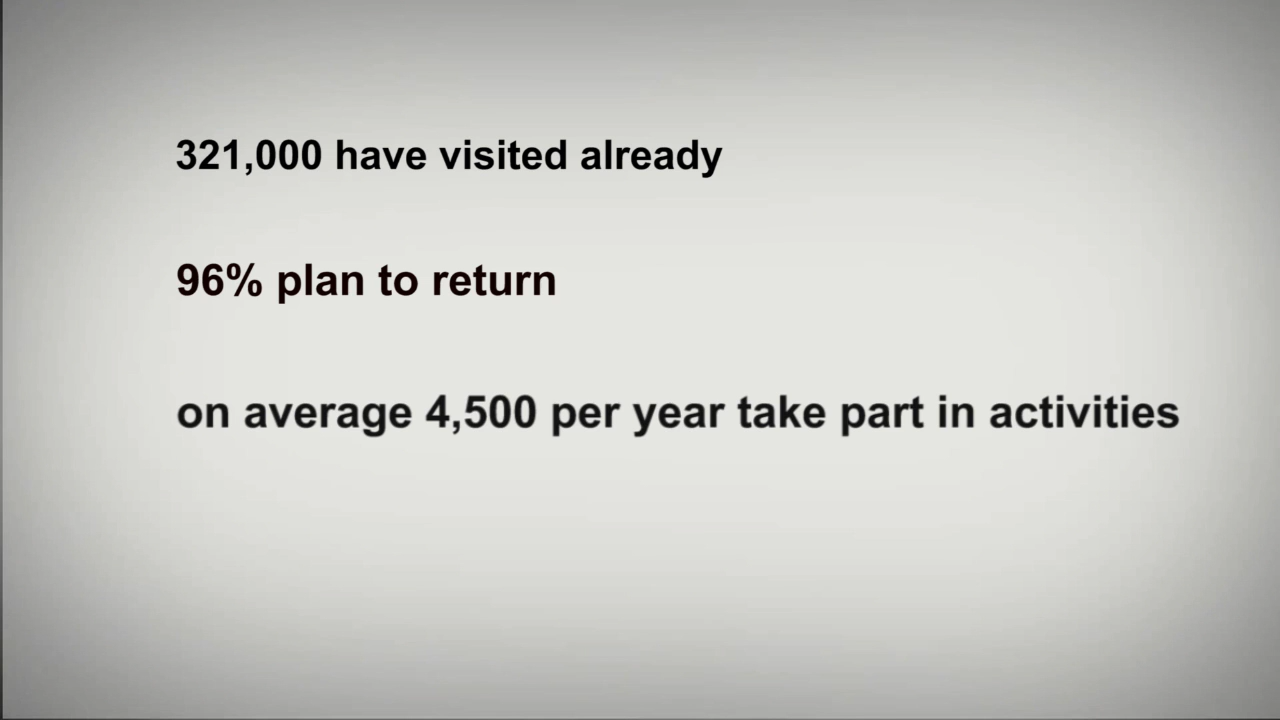 321,000 have visited already
96% plan to return
on average 4,500 per year take part in activities